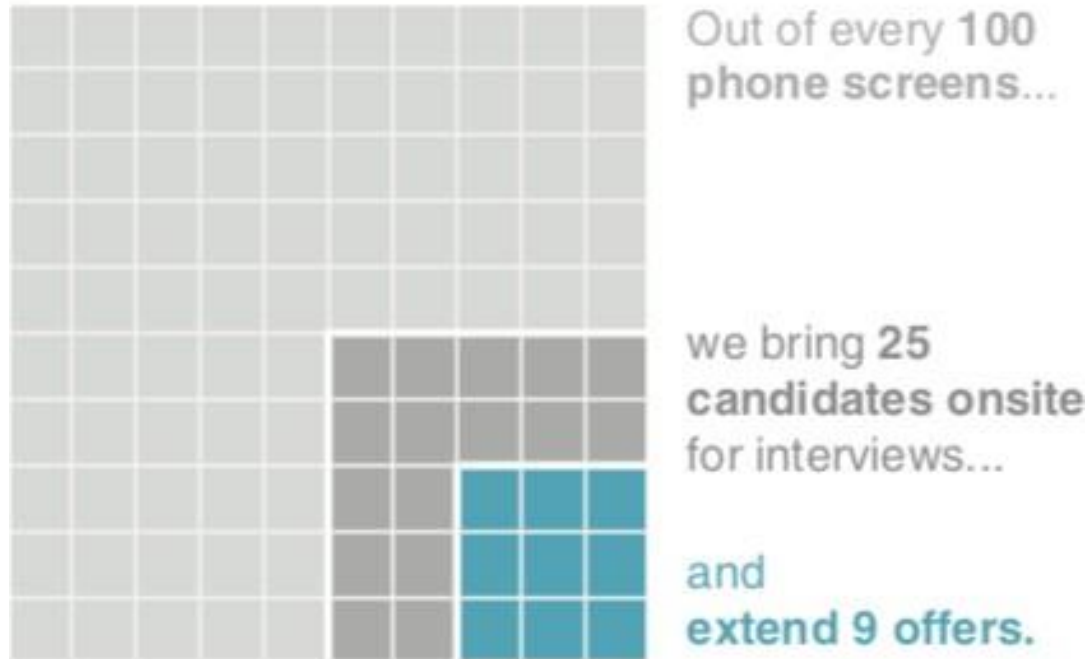 Out of every 100
phone screens...
we bring 25
candidates onsite
for interviews...
and
extend 9 offers.